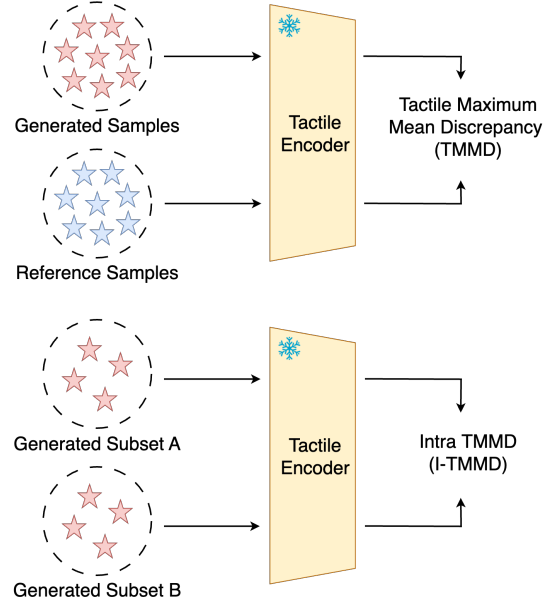 Generated Samples
Tactile
Encoder
Tactile Maximum
Mean Discrepancy
(TMMD)
Reference Samples
Generated Subset A
Tactile
Encoder
Intra TMMD
(I-TMMD)
Generated Subset B